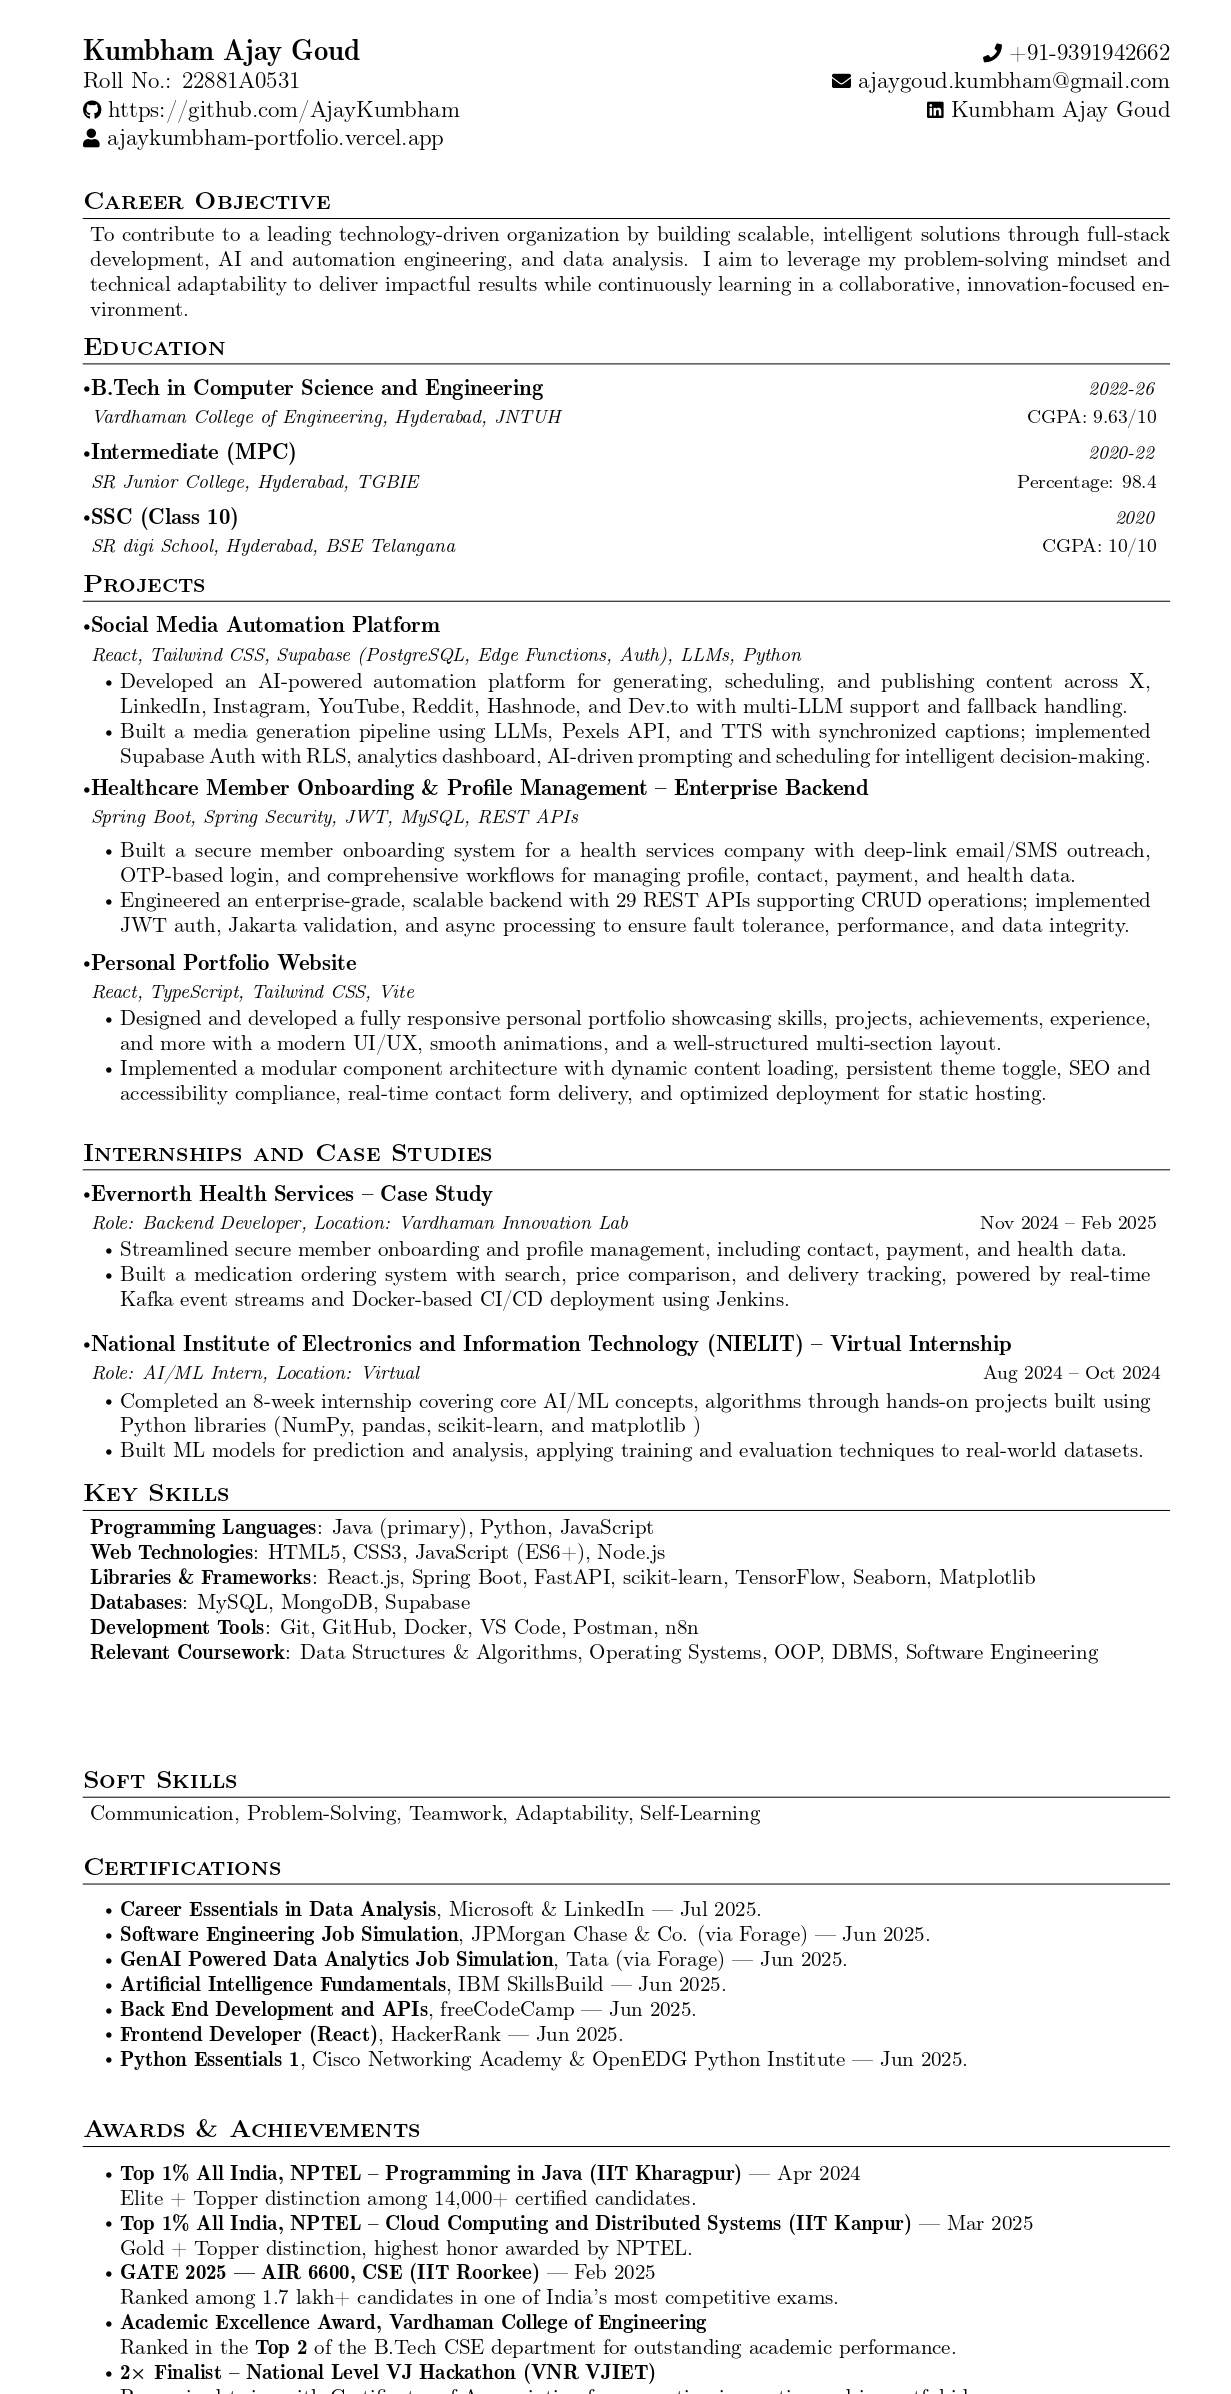 Kumbham Ajay Goud
+91-9391942662
Roll No.: 22881A0531
ajaygoud.kumbham@gmail.com
https://github.com/AjayKumbham
Kumbham Ajay Goud
ajaykumbham-portfolio.vercel.app
Career Objective
To contribute to a leading technology-driven organization by building scalable, intelligent solutions through full-stack
development, AI and automation engineering, and data analysis. I aim to leverage my problem-solving mindset and
technical adaptability to deliver impactful results while continuously learning in a collaborative, innovation-focused en-
vironment.
Education
•B.Tech in Computer Science and Engineering 2022-26
Vardhaman College of Engineering, Hyderabad, JNTUH CGPA: 9.63/10
•Intermediate (MPC) 2020-22
SR Junior College, Hyderabad, TGBIE Percentage: 98.4
•SSC (Class 10) 2020
SR digi School, Hyderabad, BSE Telangana CGPA: 10/10
Projects
•Social Media Automation Platform
React, Tailwind CSS, Supabase (PostgreSQL, Edge Functions, Auth), LLMs, Python
• Developed an AI-powered automation platform for generating, scheduling, and publishing content across X,
LinkedIn, Instagram, YouTube, Reddit, Hashnode, and Dev.to with multi-LLM support and fallback handling.
• Built a media generation pipeline using LLMs, Pexels API, and TTS with synchronized captions; implemented
Supabase Auth with RLS, analytics dashboard, AI-driven prompting and scheduling for intelligent decision-making.
•Healthcare Member Onboarding & Profile Management – Enterprise Backend
Spring Boot, Spring Security, JWT, MySQL, REST APIs
• Built a secure member onboarding system for a health services company with deep-link email/SMS outreach,
OTP-based login, and comprehensive workflows for managing profile, contact, payment, and health data.
• Engineered an enterprise-grade, scalable backend with 29 REST APIs supporting CRUD operations; implemented
JWT auth, Jakarta validation, and async processing to ensure fault tolerance, performance, and data integrity.
•Personal Portfolio Website
React, TypeScript, Tailwind CSS, Vite
• Designed and developed a fully responsive personal portfolio showcasing skills, projects, achievements, experience,
and more with a modern UI/UX, smooth animations, and a well-structured multi-section layout.
• Implemented a modular component architecture with dynamic content loading, persistent theme toggle, SEO and
accessibility compliance, real-time contact form delivery, and optimized deployment for static hosting.
Internships and Case Studies
•Evernorth Health Services – Case Study
Role: Backend Developer, Location: Vardhaman Innovation Lab Nov 2024 – Feb 2025
• Streamlined secure member onboarding and profile management, including contact, payment, and health data.
• Built a medication ordering system with search, price comparison, and delivery tracking, powered by real-time
Kafka event streams and Docker-based CI/CD deployment using Jenkins.
•National Institute of Electronics and Information Technology (NIELIT) – Virtual Internship
Role: AI/ML Intern, Location: Virtual Aug 2024 – Oct 2024
• Completed an 8-week internship covering core AI/ML concepts, algorithms through hands-on projects built using
Python libraries (NumPy, pandas, scikit-learn, and matplotlib )
• Built ML models for prediction and analysis, applying training and evaluation techniques to real-world datasets.
Key Skills
Programming Languages: Java (primary), Python, JavaScript
Web Technologies: HTML5, CSS3, JavaScript (ES6+), Node.js
Libraries & Frameworks: React.js, Spring Boot, FastAPI, scikit-learn, TensorFlow, Seaborn, Matplotlib
Databases: MySQL, MongoDB, Supabase
Development Tools: Git, GitHub, Docker, VS Code, Postman, n8n
Relevant Coursework: Data Structures & Algorithms, Operating Systems, OOP, DBMS, Software Engineering
Soft Skills
Communication, Problem-Solving, Teamwork, Adaptability, Self-Learning
Certifications
• Career Essentials in Data Analysis, Microsoft & LinkedIn — Jul 2025.
• Software Engineering Job Simulation, JPMorgan Chase & Co. (via Forage) — Jun 2025.
• GenAI Powered Data Analytics Job Simulation, Tata (via Forage) — Jun 2025.
• Artificial Intelligence Fundamentals, IBM SkillsBuild — Jun 2025.
• Back End Development and APIs, freeCodeCamp — Jun 2025.
• Frontend Developer (React), HackerRank — Jun 2025.
• Python Essentials 1, Cisco Networking Academy & OpenEDG Python Institute — Jun 2025.
Awards & Achievements
• Top 1% All India, NPTEL – Programming in Java (IIT Kharagpur) — Apr 2024
Elite + Topper distinction among 14,000+ certified candidates.
• Top 1% All India, NPTEL – Cloud Computing and Distributed Systems (IIT Kanpur) — Mar 2025
Gold + Topper distinction, highest honor awarded by NPTEL.
• GATE 2025 — AIR 6600, CSE (IIT Roorkee) — Feb 2025
Ranked among 1.7 lakh+ candidates in one of India's most competitive exams.
• Academic Excellence Award, Vardhaman College of Engineering
Ranked in the Top 2 of the B.Tech CSE department for outstanding academic performance.
• 2× Finalist – National Level VJ Hackathon (VNR VJIET)